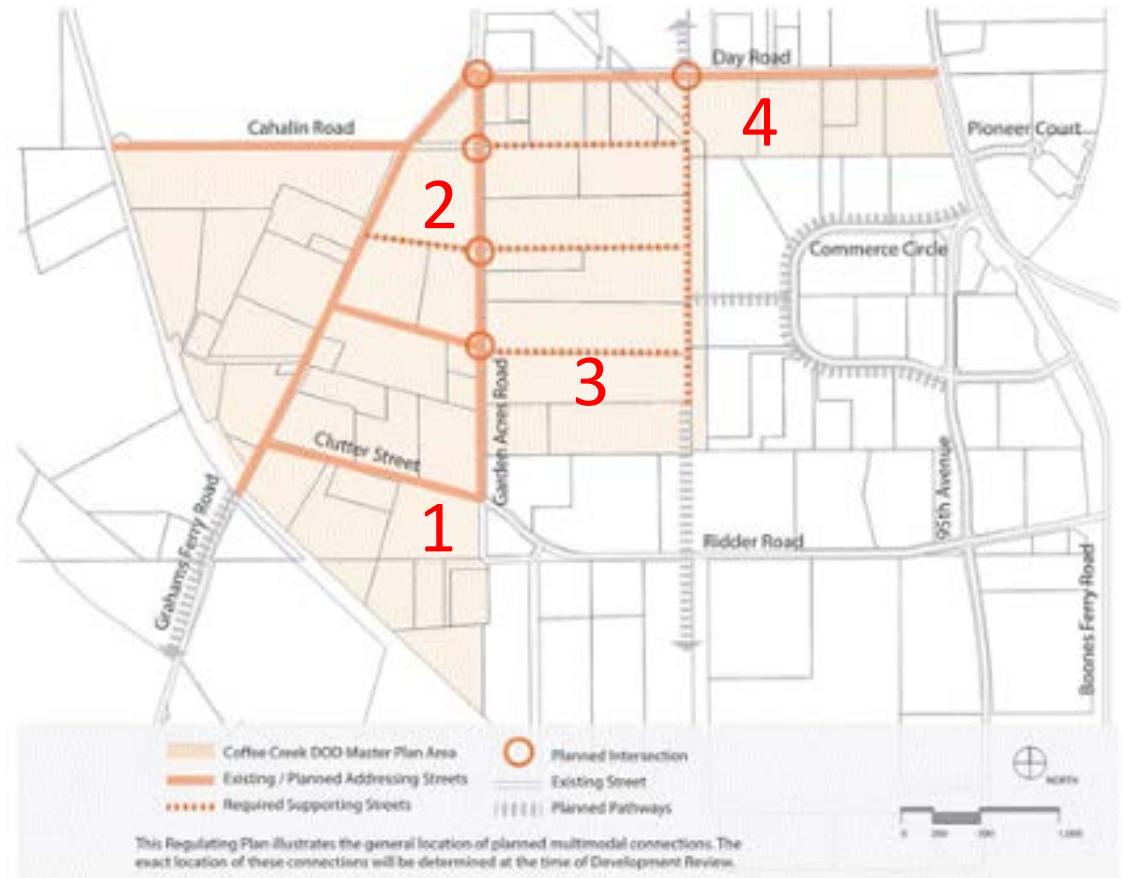 Day Road
4
Cahalin Road
Pioneer Court
2
Commerce Circle
3
Garden Acres Road
Clutter Street
1
Grahams Ferry Road
Ridder Road
95th Avenue
Boones Ferry Road
Coffee Creek DOD Master Plan Area
Existing / Planned Addressing Streets
Required Supporting Streets
Planned Intersection
Existing Street
Planned Pathways
NORTH
0
1,000
This Regulating Plan illustrates the general location of planned multimodal connections. The
exact location of these connections will be determined at the time of Development Review.